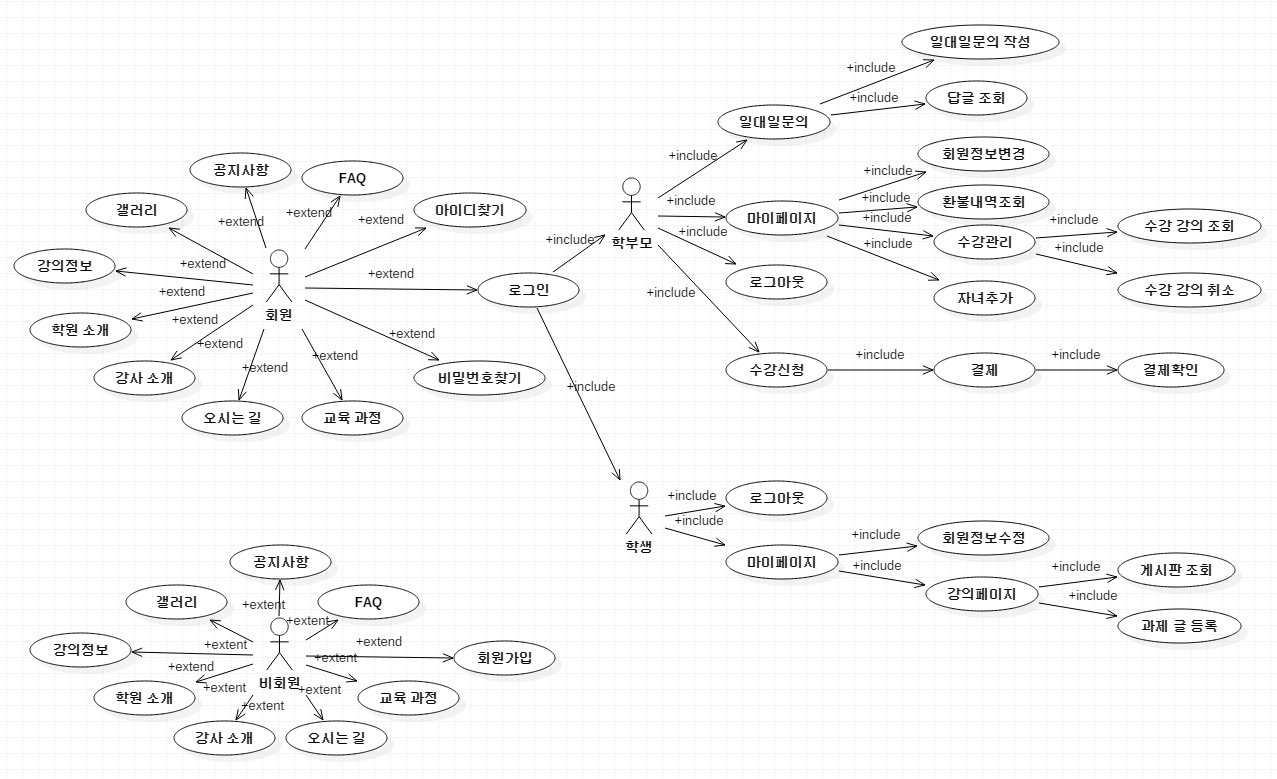 일대일문의 작성
+include
답글 조회
+include
일대일문의
+include
회원정보변경
+include
환불내역조회
+include
마이페이지
+include
+include
수강관리
+include
수강 강의 조회
+include
수강 강의 취소
+include
자녀추가
학부모
+include
로그아웃
+include
수강신청
+include
결제
+include
결제확인
공지사항
+extend
FAQ
+extend
갤러리
+extend
아이디찾기
+extend
강의정보
+extend
회원
+extend
로그인
+include
학원 소개
+extend
강사 소개
+extend
오시는 길
+extend
교육 과정
+extend
비밀번호찾기
+extend
+include
학생
+include
로그아웃
+include
마이페이지
+include
회원정보수정
+include
강의페이지
+include
게시판 조회
+include
과제 글 등록
공지사항
+extent
갤러리
+extent
FAQ
+extent
강의정보
+extend
비회원
+extend
회원가입
+extent
학원 소개
+extent
교육 과정
+extent
강사 소개
+extent
오시는 길